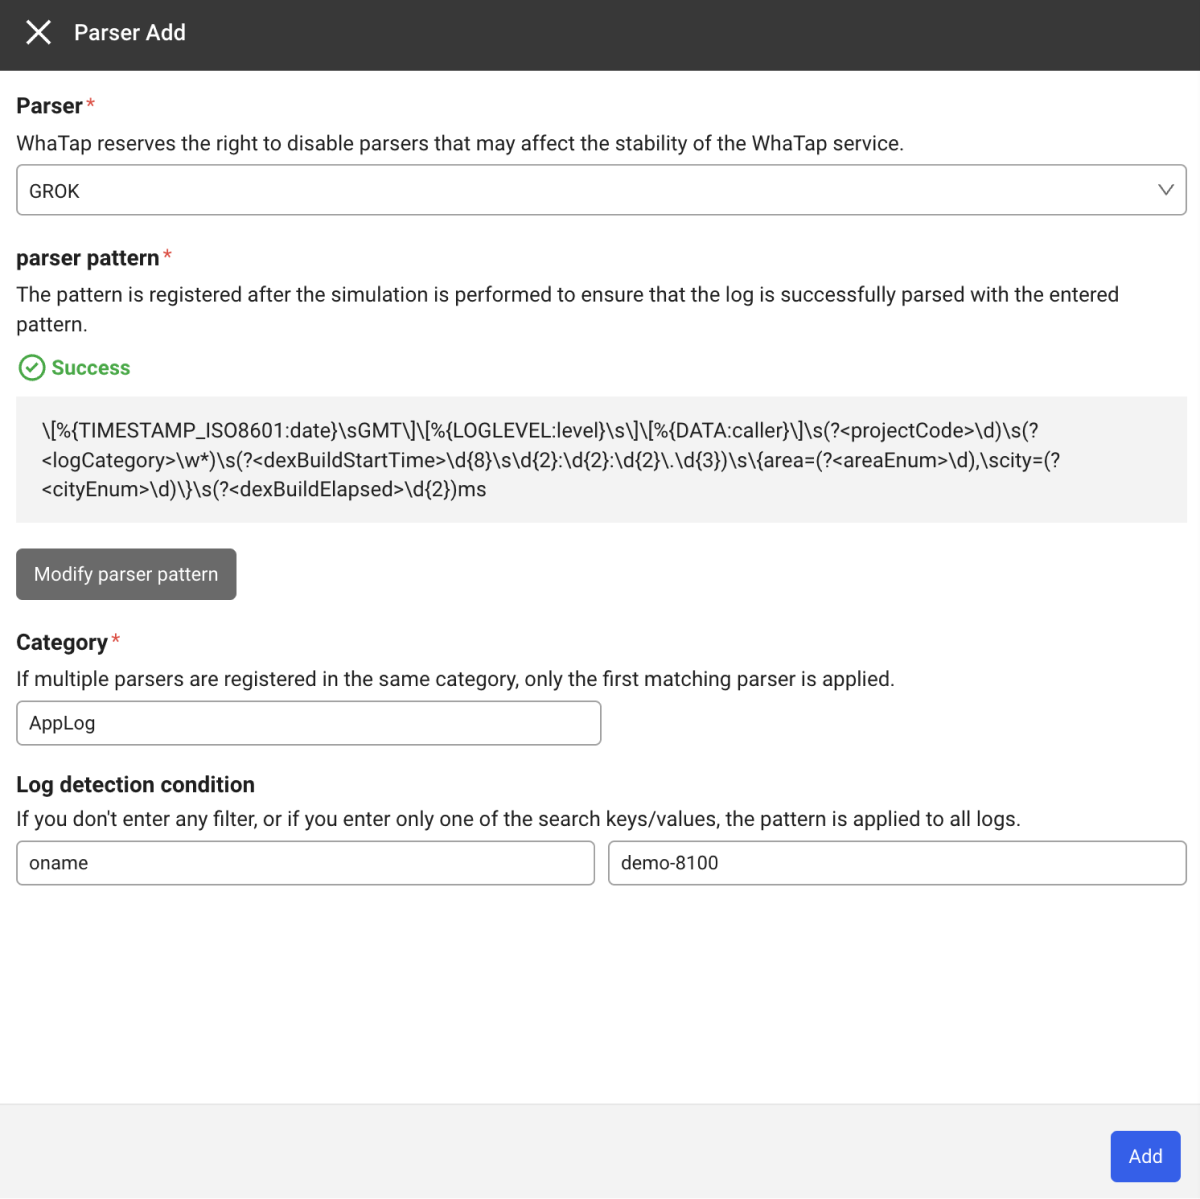 Parser Add
Parser*
WhaTap reserves the right to disable parsers that may affect the stability of the WhaTap service.
GROK
parser pattern*
The pattern is registered after the simulation is performed to ensure that the log is successfully parsed with the entered
pattern.
Success
\[%{TIMESTAMP_ISO8601:date}\sGMT\]\[%{LOGLEVEL:level}\s\]\[%{DATA:caller}\]\s(?<projectCode>\d)\s(?
<logCategory>\w*)\s(?<dexBuildStartTime>\d{8}\s\d{2}:\d{2}:\d{2}\.\d{3})\s\{area=(?<areaEnum>\d),\scity=(?
<cityEnum>\d)\}\s(?<dexBuildElapsed>\d{2})ms
Modify parser pattern
Category*
If multiple parsers are registered in the same category, only the first matching parser is applied.
AppLog
Log detection condition
If you don't enter any filter, or if you enter only one of the search keys/values, the pattern is applied to all logs.
oname
demo-8100
Add